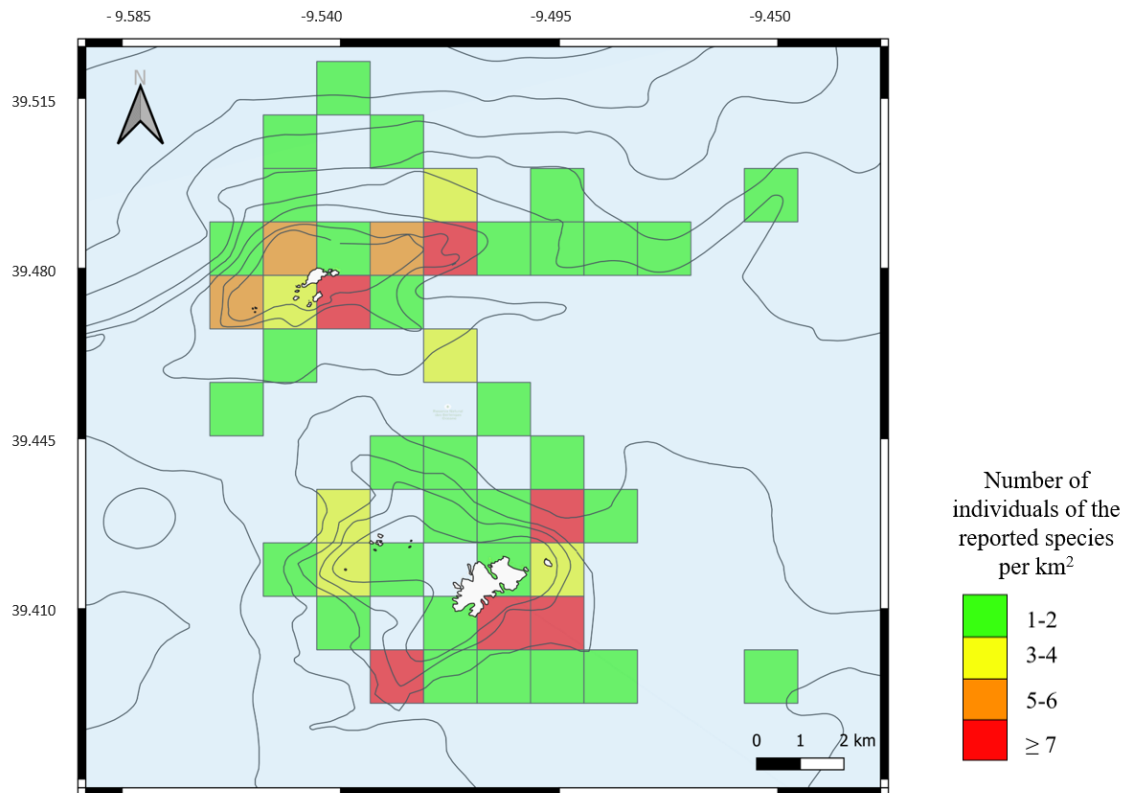 - 9.585 -9.540 -9.495 -9.450
N
39.515
39.480
39.445
39.410
0 1 2 km
Number of
individuals of the
reported species
per km²
1-2
3-4
5-6
≥ 7